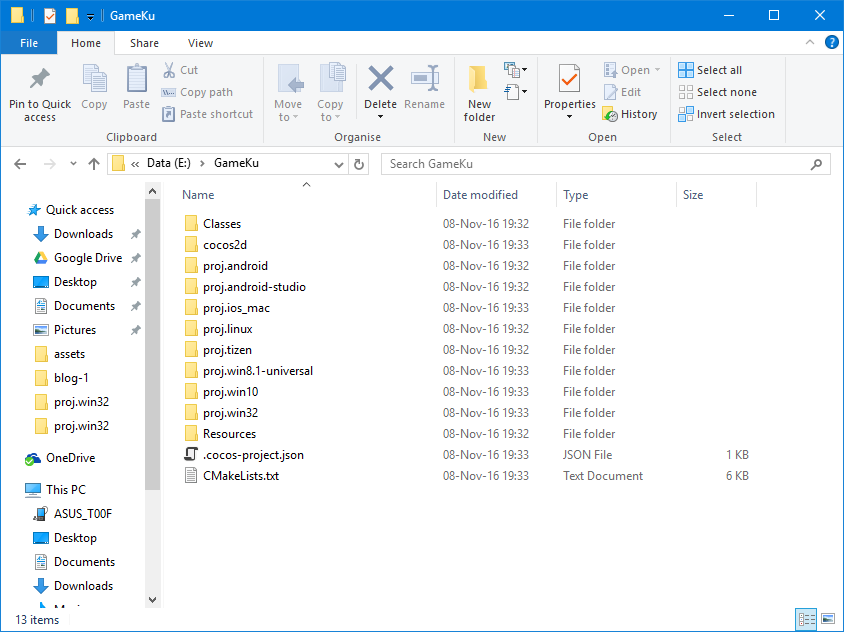 GameKu
File Home Share View
Pin to Quick access
Copy
Paste
Cut
Copy path
Paste shortcut
Clipboard
Move to
Copy to
Delete
Rename
Organise
New folder
New
Properties
Open
Edit
History
Open
Select all
Select none
Invert selection
Select
« Data (E:) › GameKu
Search GameKu
Quick access
Downloads
Google Drive
Desktop
Documents
Pictures
assets
blog-1
proj.win32
proj.win32
OneDrive
This PC
ASUS_T00F
Desktop
Documents
Downloads
Name Date modified Type Size
Classes 08-Nov-16 19:32 File folder
cocos2d 08-Nov-16 19:33 File folder
proj.android 08-Nov-16 19:32 File folder
proj.android-studio 08-Nov-16 19:32 File folder
proj.ios_mac 08-Nov-16 19:33 File folder
proj.linux 08-Nov-16 19:32 File folder
proj.tizen 08-Nov-16 19:32 File folder
proj.win8.1-universal 08-Nov-16 19:33 File folder
proj.win10 08-Nov-16 19:33 File folder
proj.win32 08-Nov-16 19:33 File folder
Resources 08-Nov-16 19:32 File folder
.cocos-project.json 08-Nov-16 19:33 JSON File 1 KB
CMakeLists.txt 08-Nov-16 19:33 Text Document 6 KB
13 items